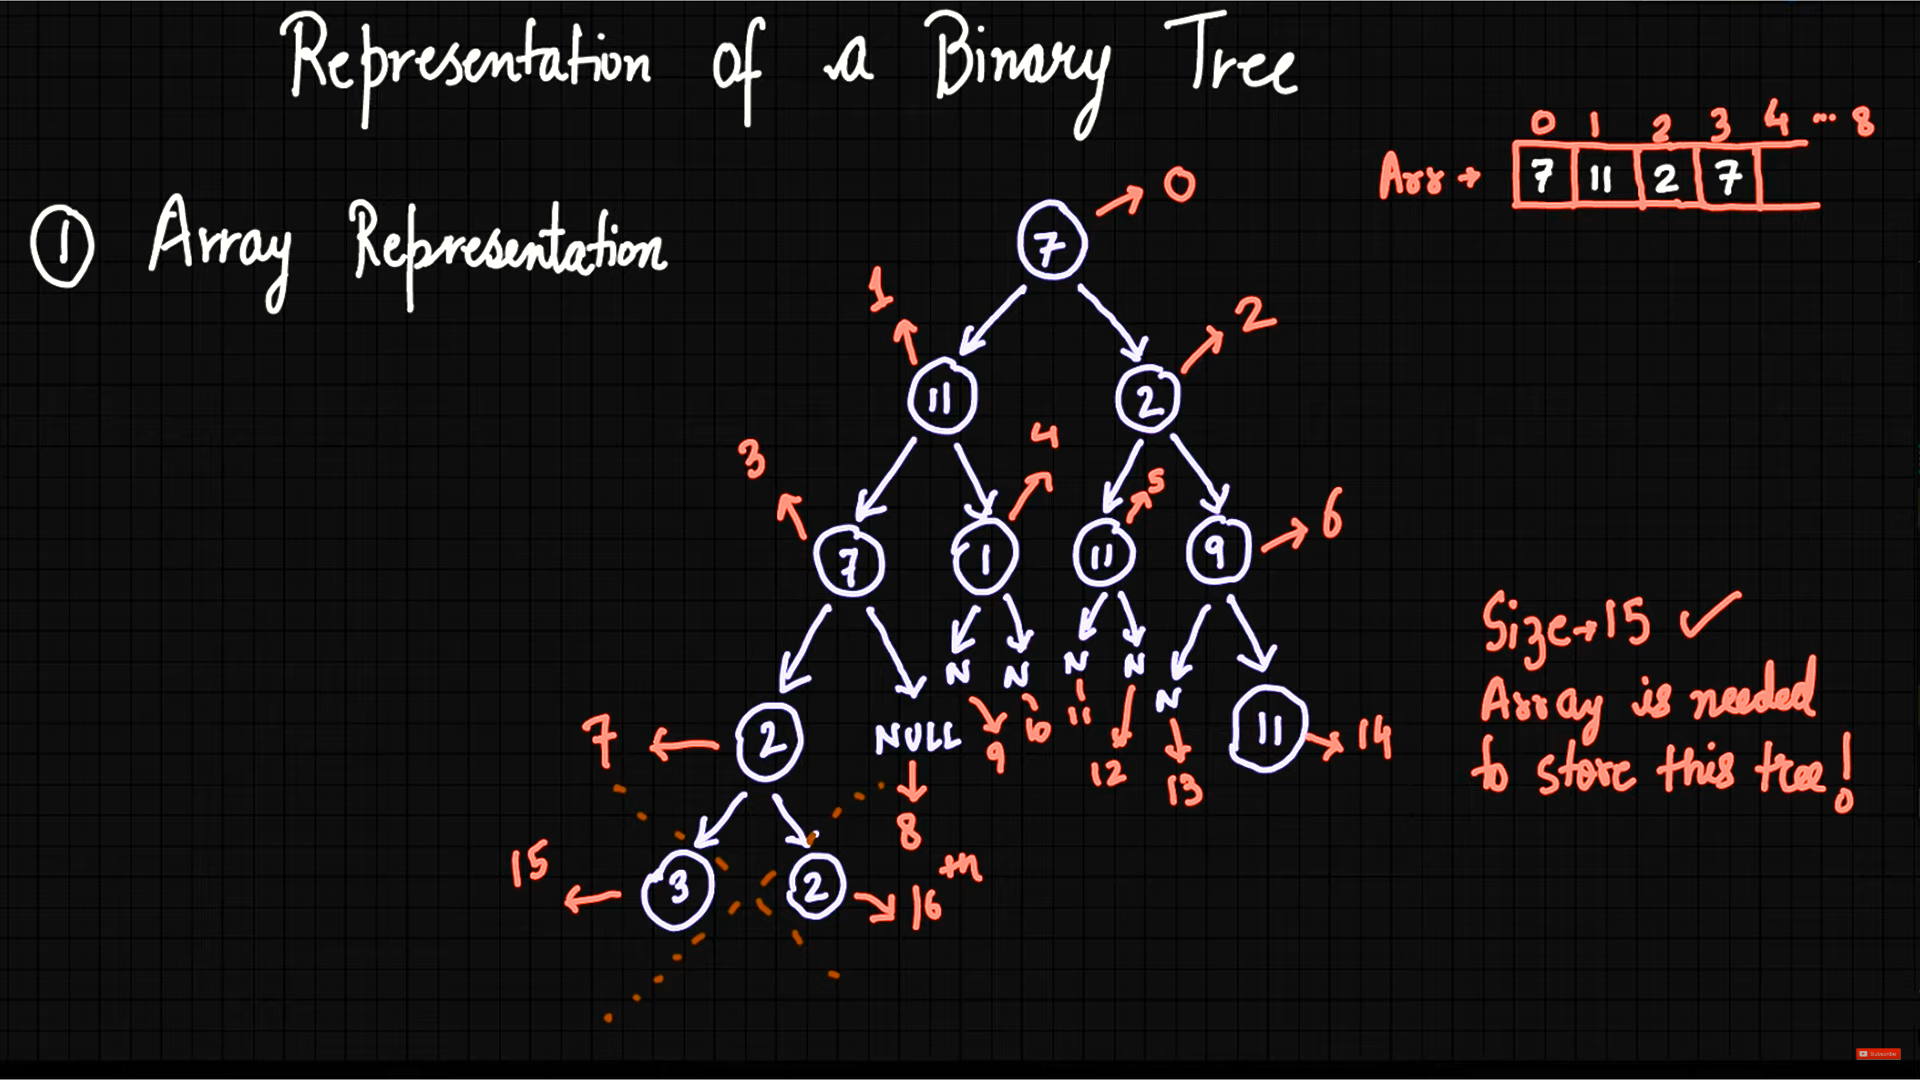 Representation of a Binary Tree
0 1 2 3 4 ... 8
Arr → 7 11 2 7
1 Array Representation
7 → 0
1 2
11 2
3 4 5
7 1 11 9 → 6
N N N N N
7 ← 2 NULL 9 10 11 12 13 11 → 14
8
15 ← 3 2 → 16 th
Size → 15 ✓
Array is needed
to store this tree!
Subscribe